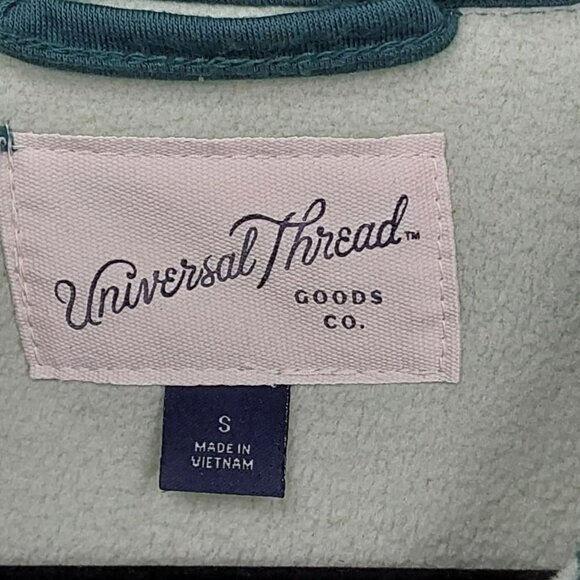 Universal Thread™
GOODS
CO.
S
MADE IN
VIETNAM